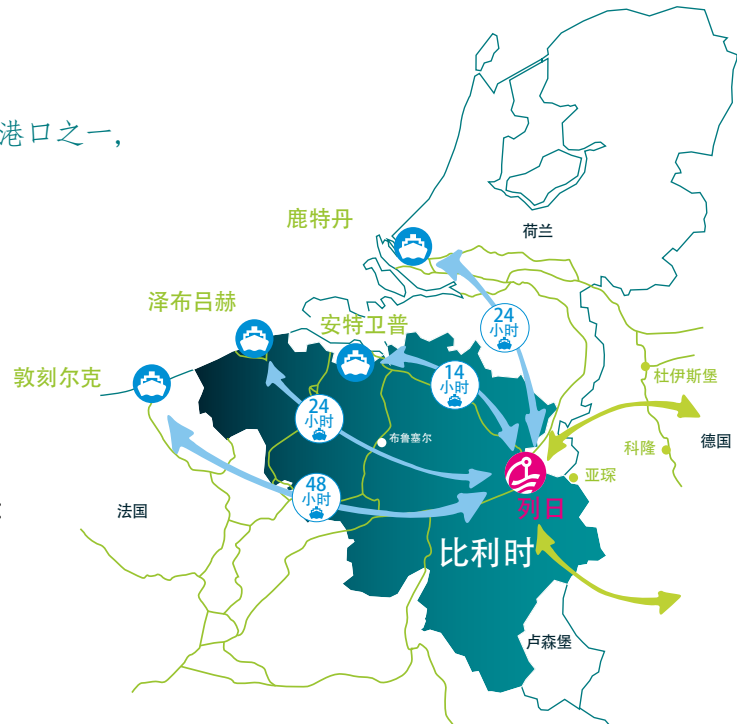 港口之一,
鹿特丹
荷兰
泽布吕赫
安特卫普
24
小时
敦刻尔克
14
小时
杜伊斯堡
24
小时
布鲁塞尔
科隆
德国
亚琛
48
小时
法国
列日
比利时
卢森堡